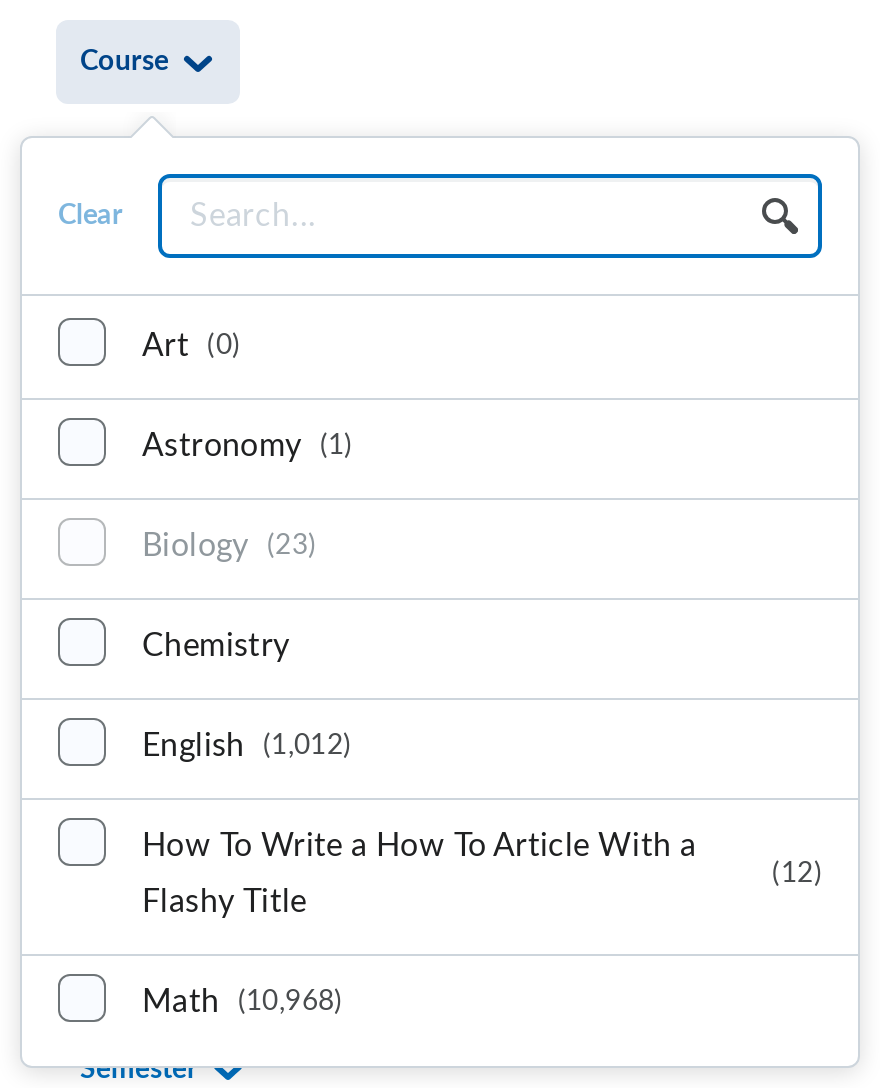 Course
Clear
Search...
Art (0)
Astronomy (1)
Biology (23)
Chemistry
English (1,012)
How To Write a How To Article With a
Flashy Title
(12)
Math (10,968)
Semester